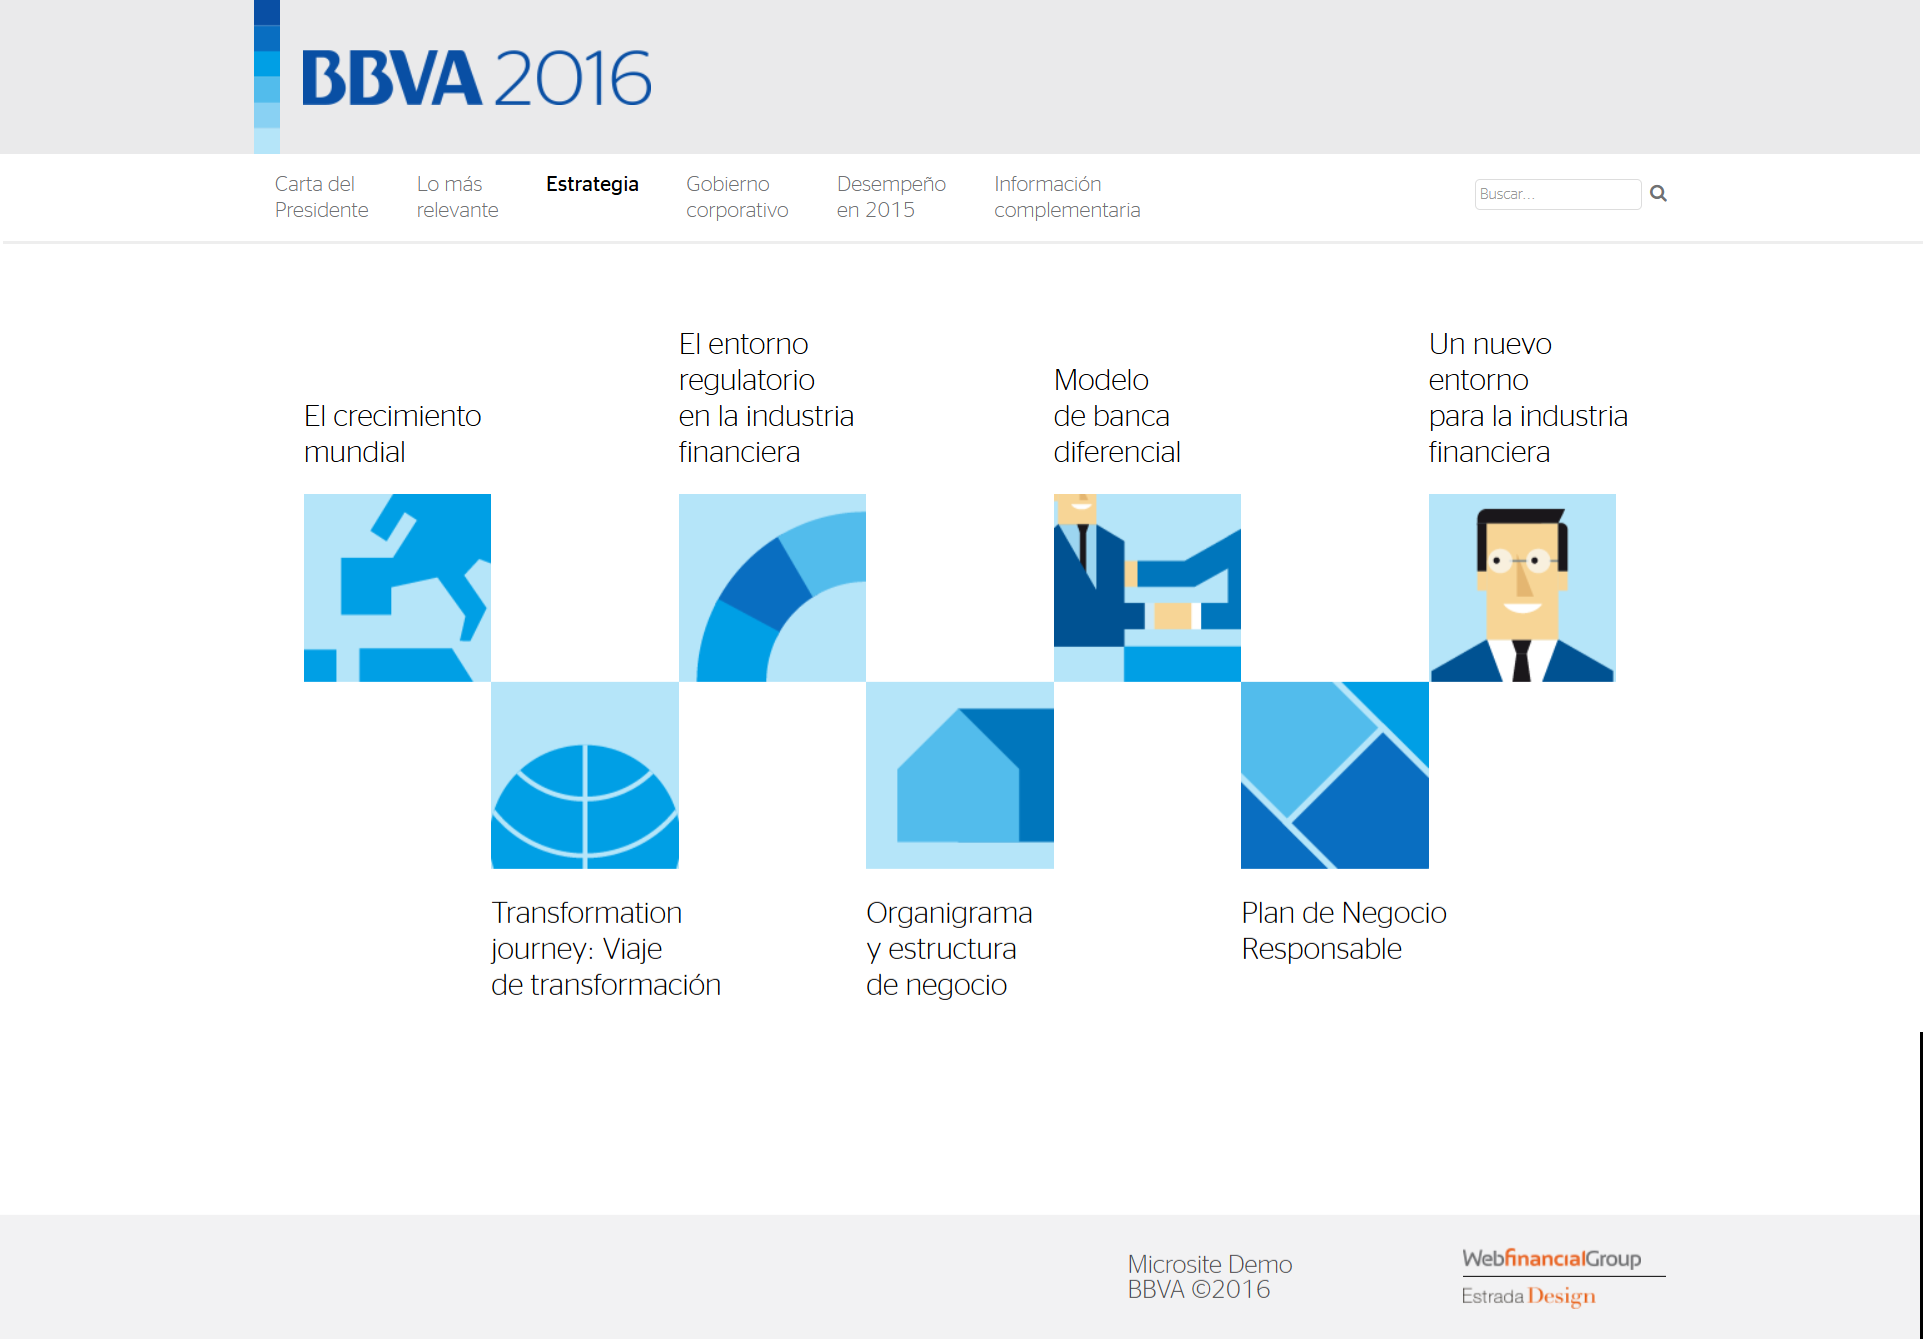 BBVA 2016
Carta del
Presidente
Lo más
relevante
Estrategia
Gobierno
corporativo
Desempeño
en 2015
Información
complementaria
Buscar...
El crecimiento
mundial
El entorno
regulatorio
en la industria
financiera
Modelo
de banca
diferencial
Un nuevo
entorno
para la industria
financiera
Transformation
journey: Viaje
de transformación
Organigrama
y estructura
de negocio
Plan de Negocio
Responsable
Microsite Demo
BBVA ©2016
WebfinancialGroup
Estrada Design